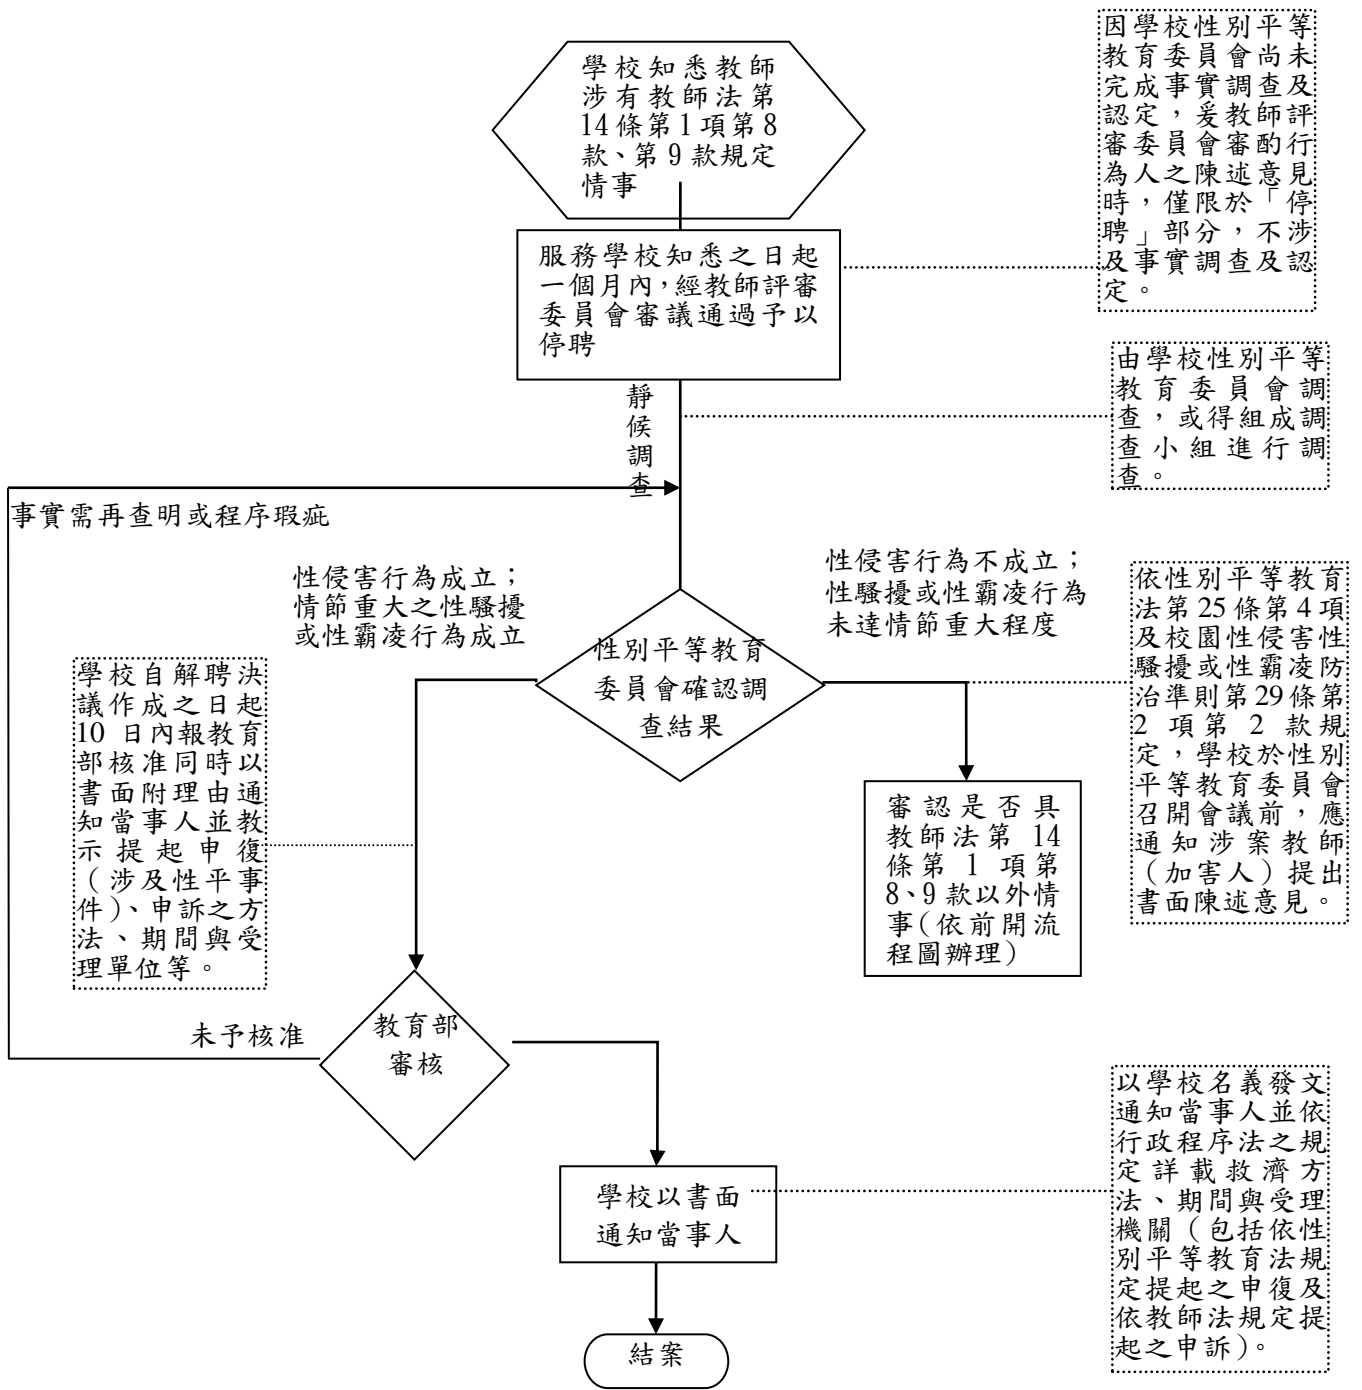 學校知悉教師
涉有教師法第
14條第1項第8
款、第9款規定
情事
因學校性別平等
教育委員會尚未
完成事實調查及
認定，爰教師評
審委員會審酌行
為人之陳述意見
時，僅限於「停
聘」部分，不涉
及事實調查及認
定。
服務學校知悉之日起
一個月內，經教師評審
委員會審議通過予以
停聘
靜候調查
由學校性別平等
教育委員會調
查，或得組成調
查小組進行調
查。
事實需再查明或程序瑕疵
性侵害行為成立；
情節重大之性騷擾
或性霸凌行為成立
性侵害行為不成立；
性騷擾或性霸凌行為
未達情節重大程度
依性別平等教育
法第25條第4項
及校園性侵害性
騷擾或性霸凌防
治準則第29條第
2項第2款規
定，學校於性別
平等教育委員會
召開會議前，應
通知涉案教師
（加害人）提出
書面陳述意見。
性別平等教育
委員會確認調
查結果
學校自解聘決
議作成之日起
10日內報教育
部核准同時以
書面附理由通
知當事人並教
示提起申復
（涉及性平事
件）、申訴之方
法、期間與受
理單位等。
審認是否具
教師法第14
條第1項第
8、9款以外情
事（依前開流
程圖辦理）
未予核准
教育部
審核
學校以書面
通知當事人
以學校名義發文
通知當事人並依
行政程序法之規
定詳載救濟方
法、期間與受理
機關（包括依性
別平等教育法規
定提起之申復及
依教師法規定提
起之申訴）。
結案